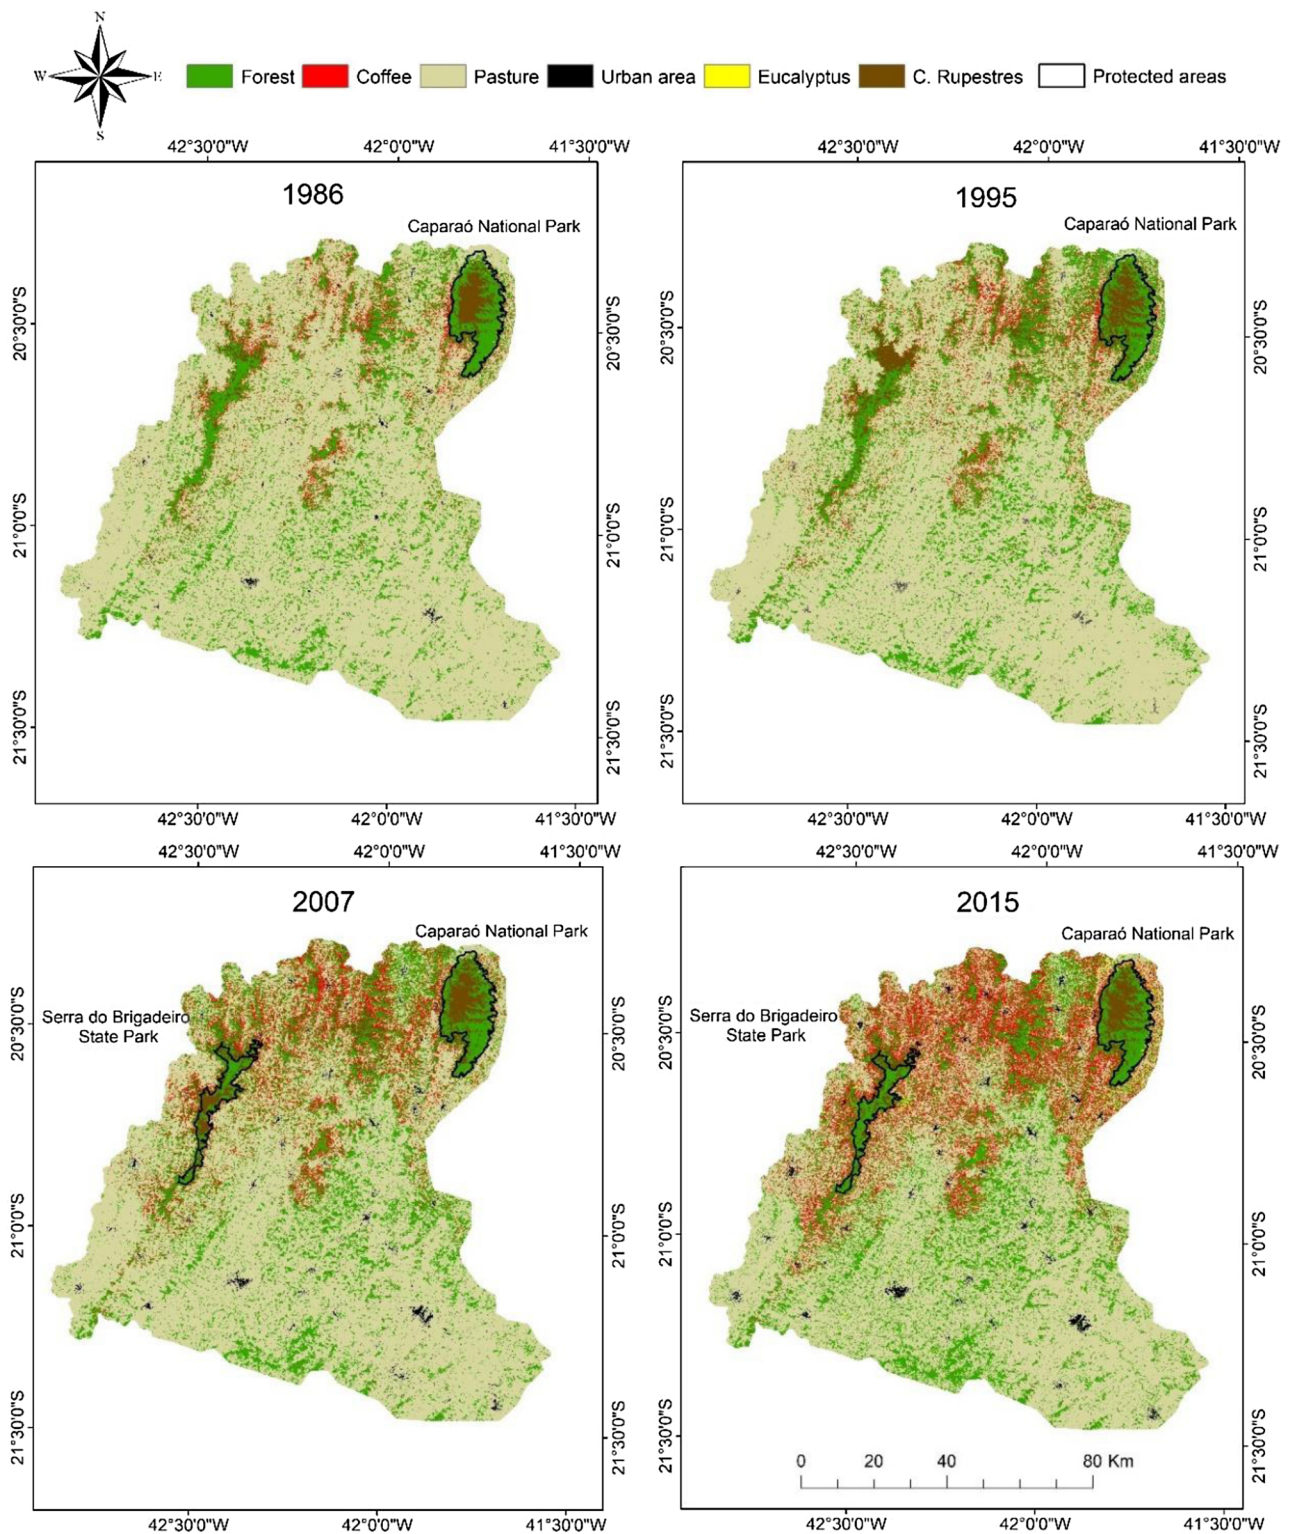 N
W E
S
Forest Coffee Pasture Urban area Eucalyptus C. Rupestres Protected areas
42°30'0"W 42°0'0"W 41°30'0"W
1986
Caparaó National Park
20°30'0"S
21°0'0"S
21°30'0"S
20°30'0"S
21°0'0"S
21°30'0"S
42°30'0"W 42°0'0"W 41°30'0"W
42°30'0"W 42°0'0"W 41°30'0"W
1995
Caparaó National Park
20°30'0"S
21°0'0"S
21°30'0"S
20°30'0"S
21°0'0"S
21°30'0"S
42°30'0"W 42°0'0"W 41°30'0"W
42°30'0"W 42°0'0"W 41°30'0"W
2007
Caparaó National Park
Serra do Brigadeiro
State Park
20°30'0"S
21°0'0"S
21°30'0"S
20°30'0"S
21°0'0"S
21°30'0"S
42°30'0"W 42°0'0"W 41°30'0"W
42°30'0"W 42°0'0"W 41°30'0"W
2015
Caparaó National Park
Serra do Brigadeiro
State Park
20°30'0"S
21°0'0"S
21°30'0"S
20°30'0"S
21°0'0"S
21°30'0"S
0 20 40 80 Km
42°30'0"W 42°0'0"W 41°30'0"W